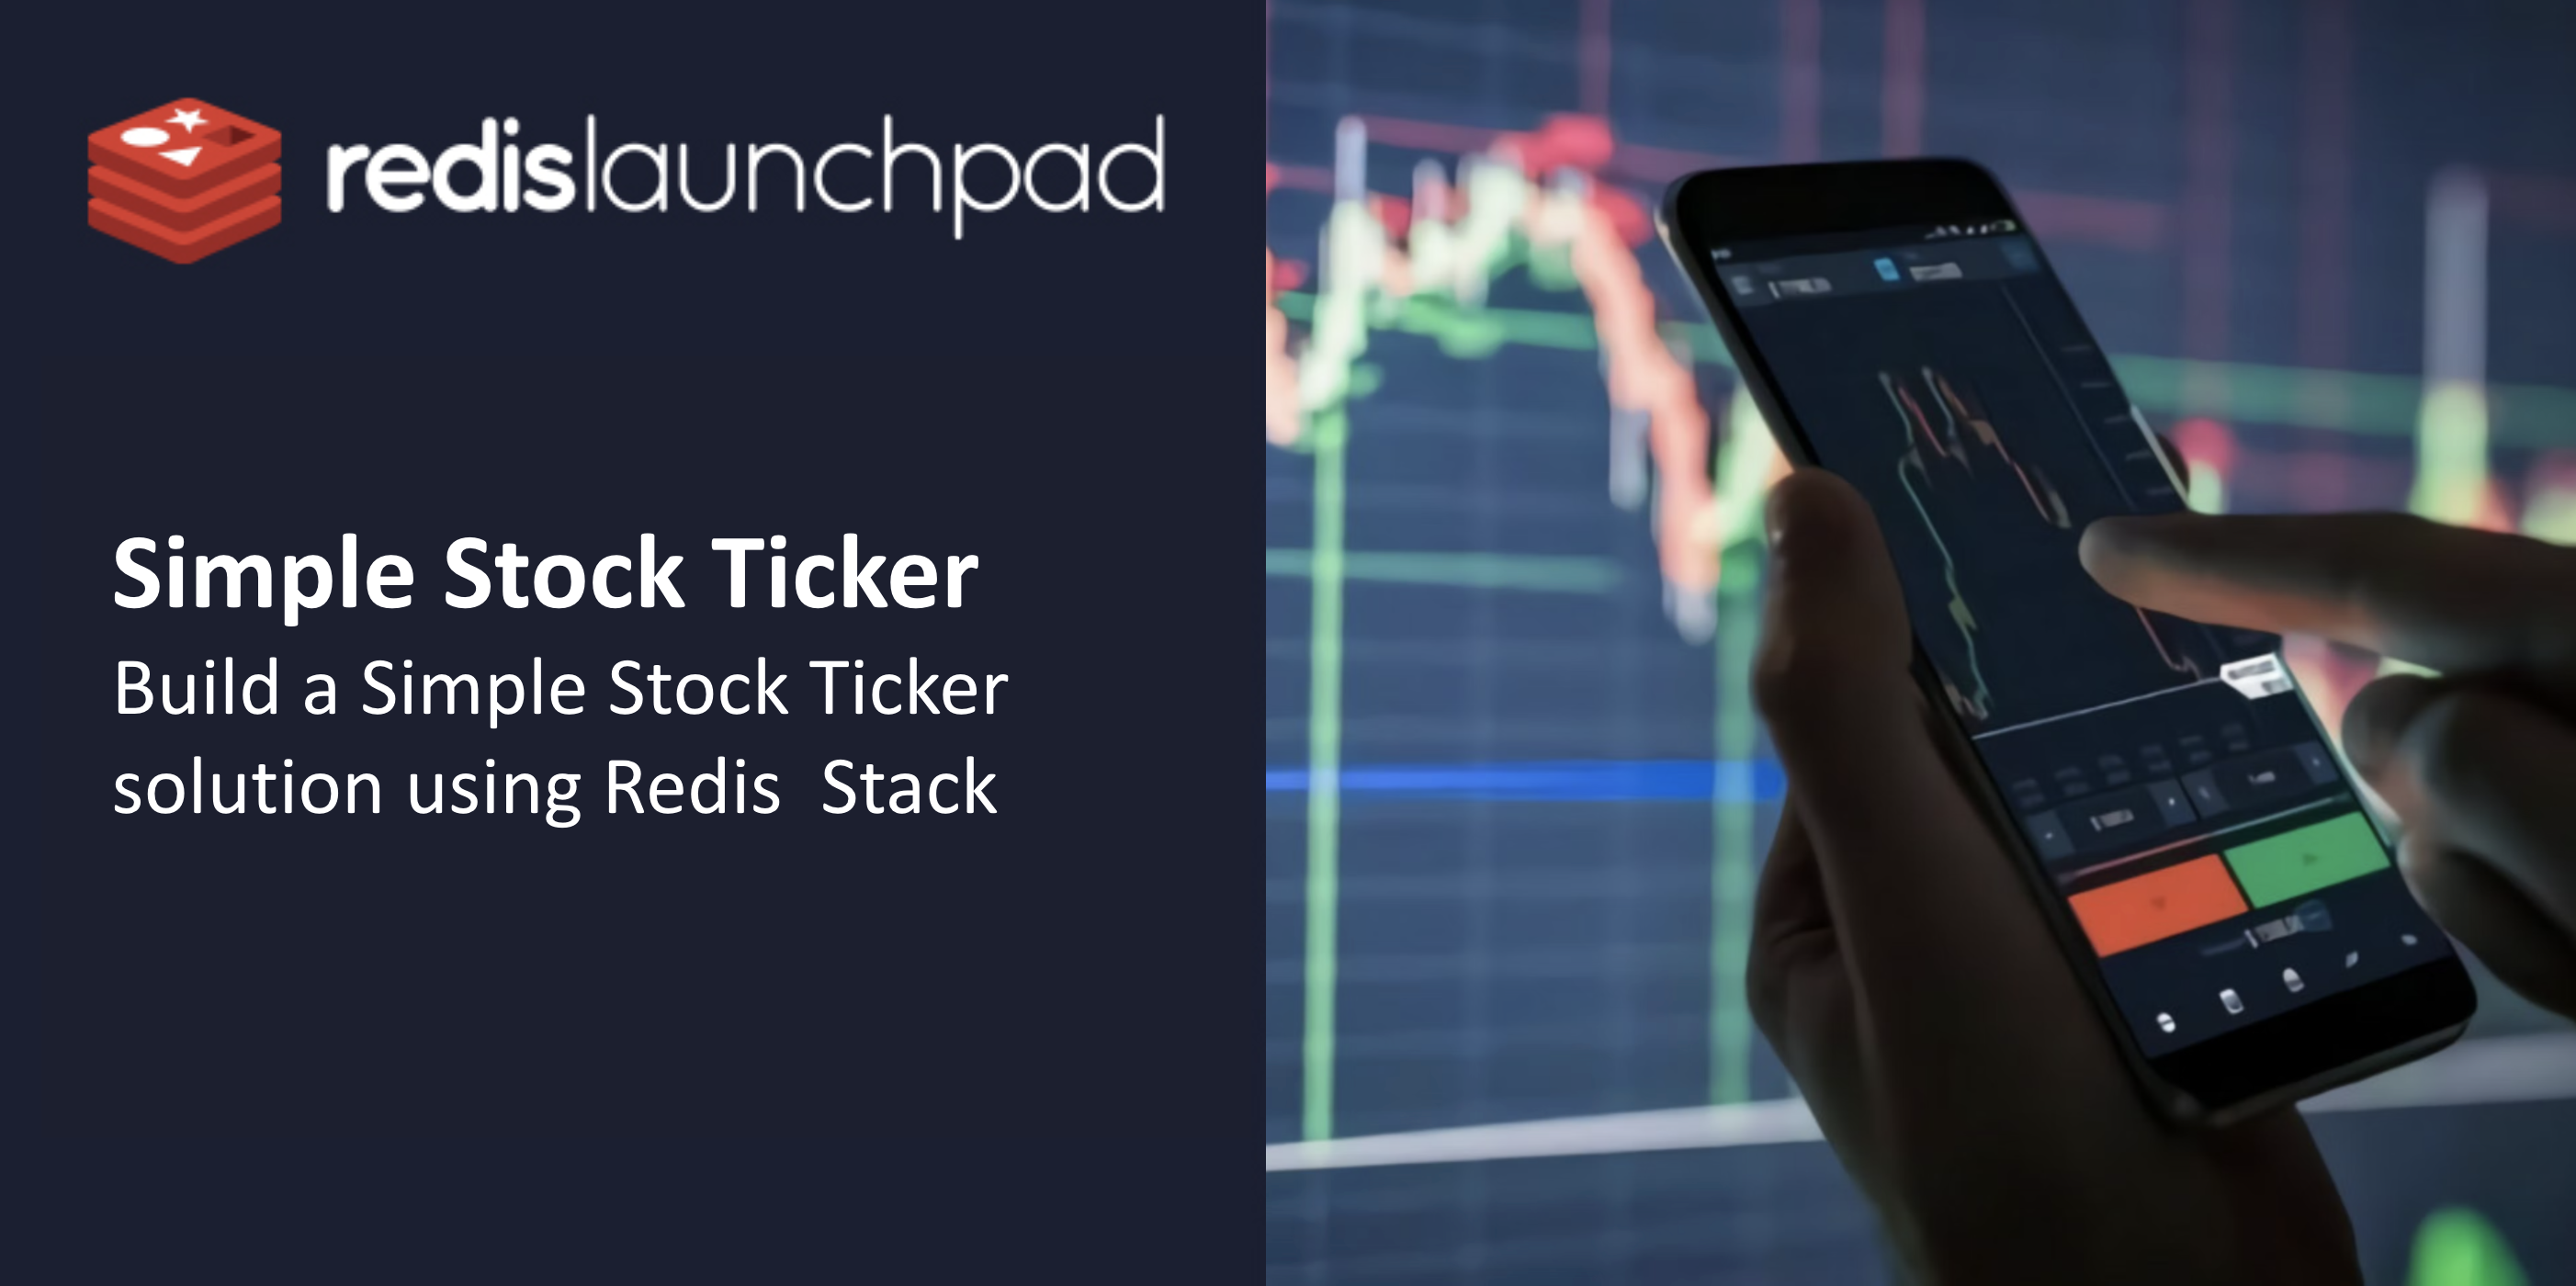 redislaunchpad
Simple Stock Ticker
Build a Simple Stock Ticker
solution using Redis  Stack